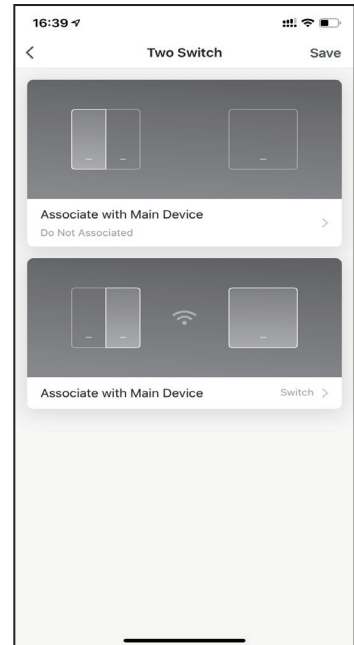 16:39
Two Switch
Save
Associate with Main Device
Do Not Associated
Associate with Main Device
Switch